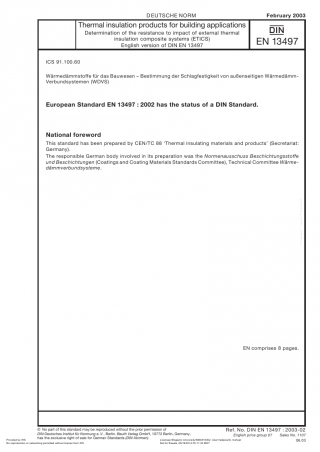 DEUTSCHE NORM
February 2003
Thermal insulation products for building applications
Determination of the resistance to impact of external thermal
insulation composite systems (ETICS)
English version of DIN EN 13497
DIN
EN 13497
ICS 91.100.60
Wärmedämmstoffe für das Bauwesen – Bestimmung der Schlagfestigkeit von außenseitigen Wärmedämm-
Verbundsystemen (WDVS)
European Standard EN 13497 : 2002 has the status of a DIN Standard.
National foreword
This standard has been prepared by CEN/TC 88 ‘Thermal insulating materials and products’ (Secretariat:
Germany).
The responsible German body involved in its preparation was the Normenausschuss Beschichtungsstoffe
und Beschichtungen (Coatings and Coating Materials Standards Committee), Technical Committee Wärme-
dämmverbundsysteme.
EN comprises 8 pages.
© No part of this standard may be reproduced without the prior permission of
DIN Deutsches Institut für Normung e. V., Berlin. Beuth Verlag GmbH, 10772 Berlin, Germany,
has the exclusive right of sale for German Standards (DIN-Normen).
Ref. No. DIN EN 13497 : 2003-02
English price group 07 Sales No. 1107